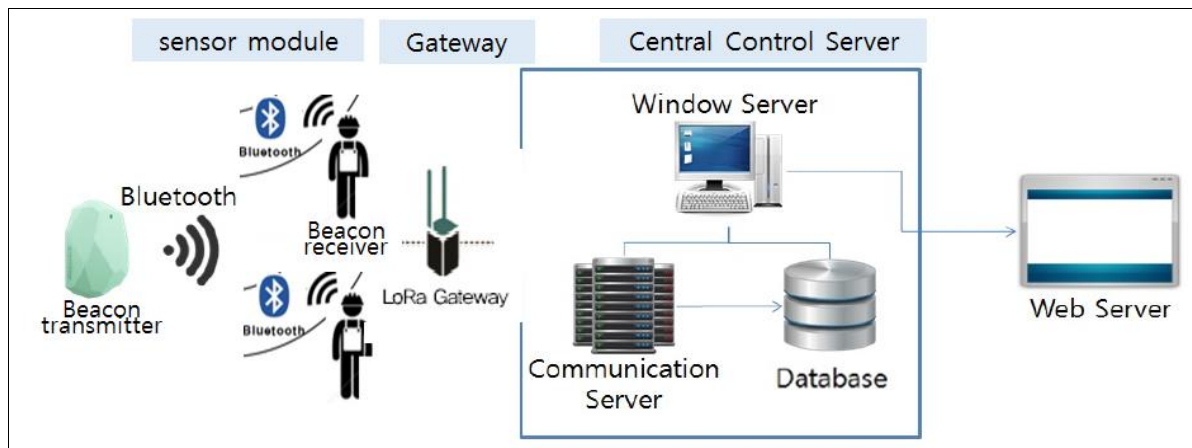 sensor module
Gateway
Central Control Server
Window Server
Bluetooth
Bluetooth
Beacon
receiver
Beacon
transmitter
Bluetooth
LoRa Gateway
Communication
Server
Database
Web Server